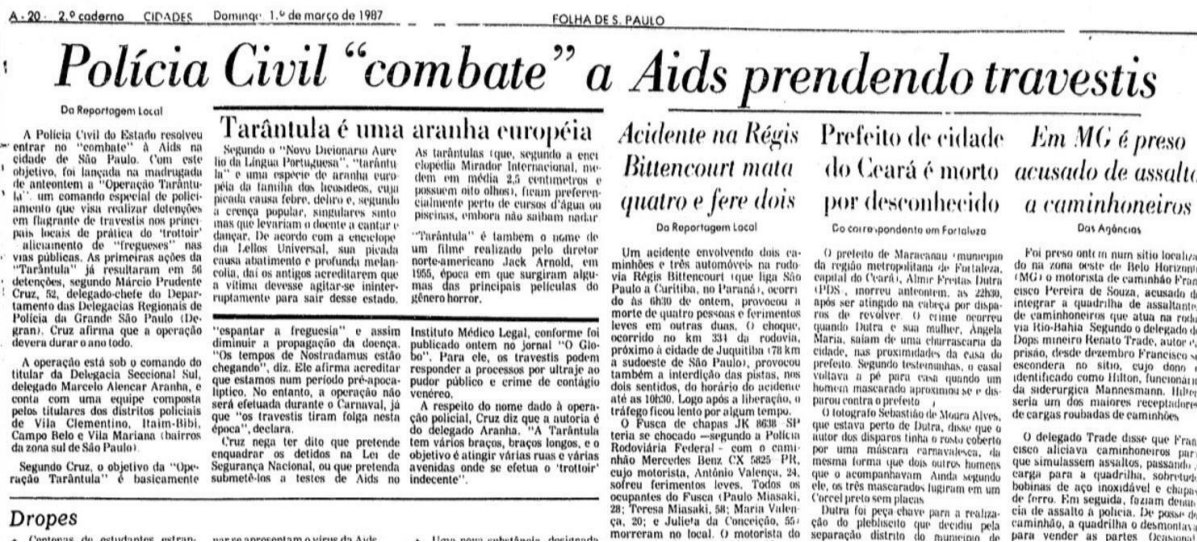 A-20 - 2.º caderno CIDADES Domingo, 1.º de março de 1987 FOLHA DE S. PAULO
Polícia Civil “combate” a Aids prendendo travestis
Da Reportagem Local
A Polícia Civil do Estado resolveu
entrar no “combate” à Aids na
cidade de São Paulo. Com este
objetivo, foi lançada na madrugada
de anteontem a “Operação Tarântu-
la”, um comando especial de polici-
amento que visa realizar detenções
em flagrante de travestis nos princi-
pais locais de prática do ‘trottoir’
aliciamento de “fregueses” nas
vias públicas. As primeiras ações da
“Tarântula” já resultaram em 56
detenções, segundo Márcio Prudente
Cruz, 52, delegado-chefe do Depar-
tamento das Delegacias Regionais de
Polícia da Grande São Paulo (De-
gran). Cruz afirma que a operação
devera durar o ano todo.
A operação está sob o comando do
titular da Delegacia Seccional Sul,
delegado Marcelo Alencar Aranha, e
conta com uma equipe composta
pelos titulares dos distritos policiais
de Vila Clementino, Itaim-Bibi,
Campo Belo e Vila Mariana (bairros
da zona sul de São Paulo).
Segundo Cruz, o objetivo da “Ope-
ração Tarântula” é basicamente
“espantar a freguesia” e assim
diminuir a propagação da doença.
“Os tempos de Nostradamus estão
chegando”, diz. Ele afirma acreditar
que estamos num período pré-apoca-
líptico. No entanto, a operação não
será efetuada durante o Carnaval, já
que “os travestis tiram folga nesta
época”, declara.
Cruz nega ter dito que pretende
enquadrar os detidos na Lei de
Segurança Nacional, ou que pretenda
submetê-los a testes de Aids no
Instituto Médico Legal, conforme foi
publicado ontem no jornal “O Glo-
bo”. Para ele, os travestis podem
responder a processos por ultraje ao
pudor público e crime de contágio
venéreo.
A respeito do nome dado à opera-
ção policial, Cruz diz que a autoria é
do delegado Aranha. “A Tarântula
tem vários braços, braços longos, e o
objetivo é atingir várias ruas e várias
avenidas onde se efetua o ‘trottoir’
indecente”.
Tarântula é uma aranha européia
Segundo o “Novo Dicionário Auré-
lio da Língua Portuguesa”, “tarântu
la” e uma espécie de aranha euro
péia da família dos licosídeos, cuja
picada causa febre, delírio e, segundo
a crença popular, singulares sinto
mas que levariam o doente a cantar e
dançar. De acordo com a enciclope
dia Lellos Universal, sua picada
causa abatimento e profunda melan-
colia, daí os antigos acreditarem que
a vítima devesse agitar-se ininter-
ruptamente para sair desse estado.
As tarântulas (que, segundo a enci
clopédia Mirador Internacional, me
dem em média 2,5 centímetros e
possuem oito olhos), ficam preferen-
cialmente perto de cursos d’água ou
piscinas, embora não saibam nadar
“Tarântula” é também o nome de
um filme realizado pelo diretor
norte-americano Jack Arnold, em
1955, época em que surgiram algu-
mas das principais películas do
gênero horror.
Acidente na Régis
Bittencourt mata
quatro e fere dois
Da Reportagem Local
Um acidente envolvendo dois ca-
minhões e três automóveis na rodo-
via Régis Bittencourt (que liga São
Paulo a Curitiba, no Paraná), ocorri
do às 6h30 de ontem, provocou a
morte de quatro pessoas e ferimentos
leves em outras duas. O choque,
ocorrido no km 334 da rodovia,
próximo à cidade de Juquitiba (78 km
a sudoeste de São Paulo), provocou
também a interdição das pistas, nos
dois sentidos, do horário do acidente
até as 10h30. Logo após a liberação, o
tráfego ficou lento por algum tempo.
O Fusca de chapas JK 8638 SP
teria se chocado —segundo a Polícia
Rodoviária Federal - com o cami-
nhão Mercedes Benz CX 5825 PR,
cujo motorista, Antônio Valença, 24,
sofreu ferimentos leves. Todos os
ocupantes do Fusca (Paulo Miasaki,
28; Teresa Miasaki, 58; Maria Valen-
ça, 20; e Julieta da Conceição, 55)
morreram no local. O motorista do
Prefeito de cidade
do Ceará é morto
por desconhecido
Do correspondente em Fortaleza
O prefeito de Maracanau (município
da região metropolitana de Fortaleza,
capital do Ceará), Almir Freitas Dutra
(PDS), morreu anteontem, às 22h30,
após ser atingido na cabeça por dispa-
ros de revolver. O crime ocorreu
quando Dutra e sua mulher, Angela
Maria, saíam de uma churrascaria da
cidade, nas proximidades da casa do
prefeito. Segundo testemunhas, o casal
voltava a pé para casa quando um
homem mascarado aproximou-se e dis-
parou contra o prefeito
O fotógrafo Sebastião de Moura Alves,
que estava perto de Dutra, disse que o
autor dos disparos tinha o rosto coberto
por uma máscara carnavalesca, da
mesma forma que dois outros homens
que o acompanhavam Ainda segundo
ele, os três mascarados fugiram em um
Corcel preto sem placas
Dutra foi peça chave para a realiza-
ção do plebiscito que decidiu pela
separação distrito do município de
Em MG é preso
acusado de assalto
a caminhoneiros
Das Agências
Foi preso ontem num sítio localiza
do na zona oeste de Belo Horizon
(MG) o motorista de caminhão Fran
cisco Pereira de Souza, acusado d
integrar a quadrilha de assaltante
de caminhoneiros que atua na rodo
via Rio-Bahia Segundo o delegado d
Dops mineiro Renato Trade, autor d
prisão, desde dezembro Francisco s
escondera no sítio, cujo dono
identificado como Hilton, funcionári
da siderurgica Mannesmann. Hilto
seria um dos maiores receptadore
de cargas roubadas de caminhões
O delegado Trade disse que Fran
cisco aliciava caminhoneiros par
que simulassem assaltos, passando
carga para a quadrilha, sobretud
bobinas de aço inoxidável e chapa
de ferro. Em seguida, faziam denun
cia de assalto à polícia. De posse d
caminhão, a quadrilha o desmontava
para vender as partes Ocasional
Dropes